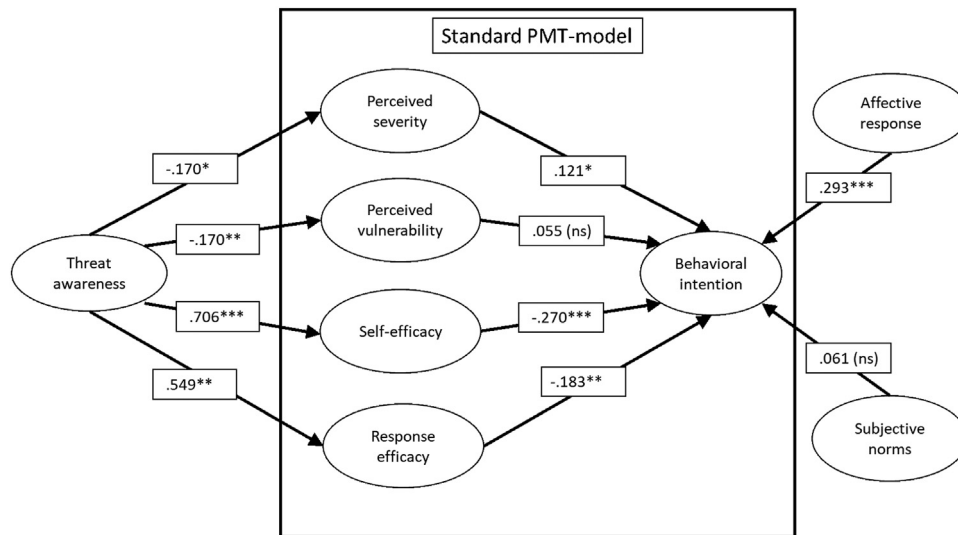 Standard PMT-model
Perceived
severity
Affective
response
-.170*
.121*
.293***
Perceived
vulnerability
-.170**
.055 (ns)
Threat
awareness
Behavioral
intention
.706***
Self-efficacy
-.270***
.061 (ns)
.549**
-.183**
Response
efficacy
Subjective
norms